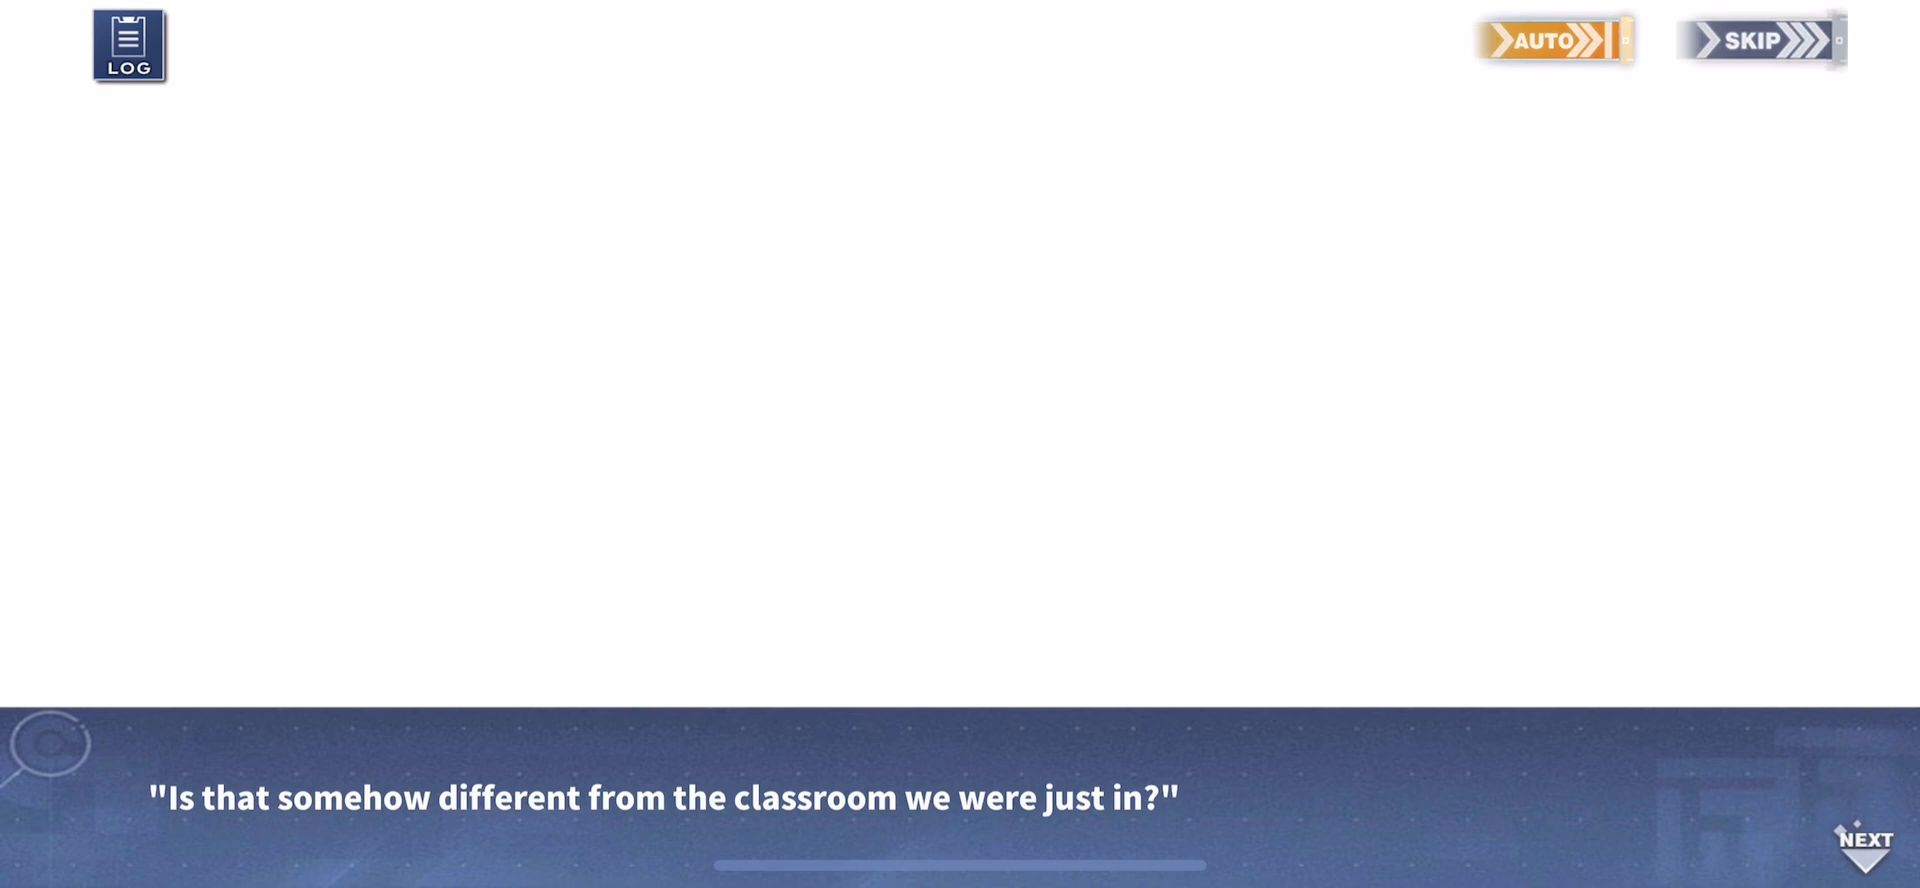 LOG
AUTO
SKIP
"Is that somehow different from the classroom we were just in?"
NEXT